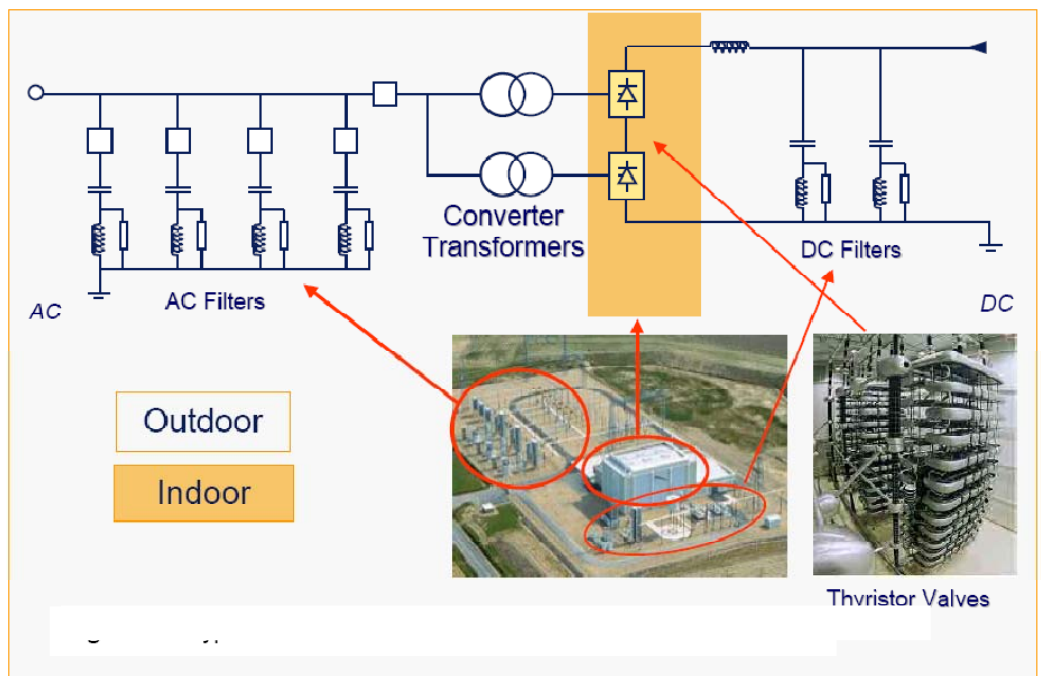 Converter
Transformers
AC Filters
DC Filters
AC
DC
Outdoor
Indoor
Thyristor Valves